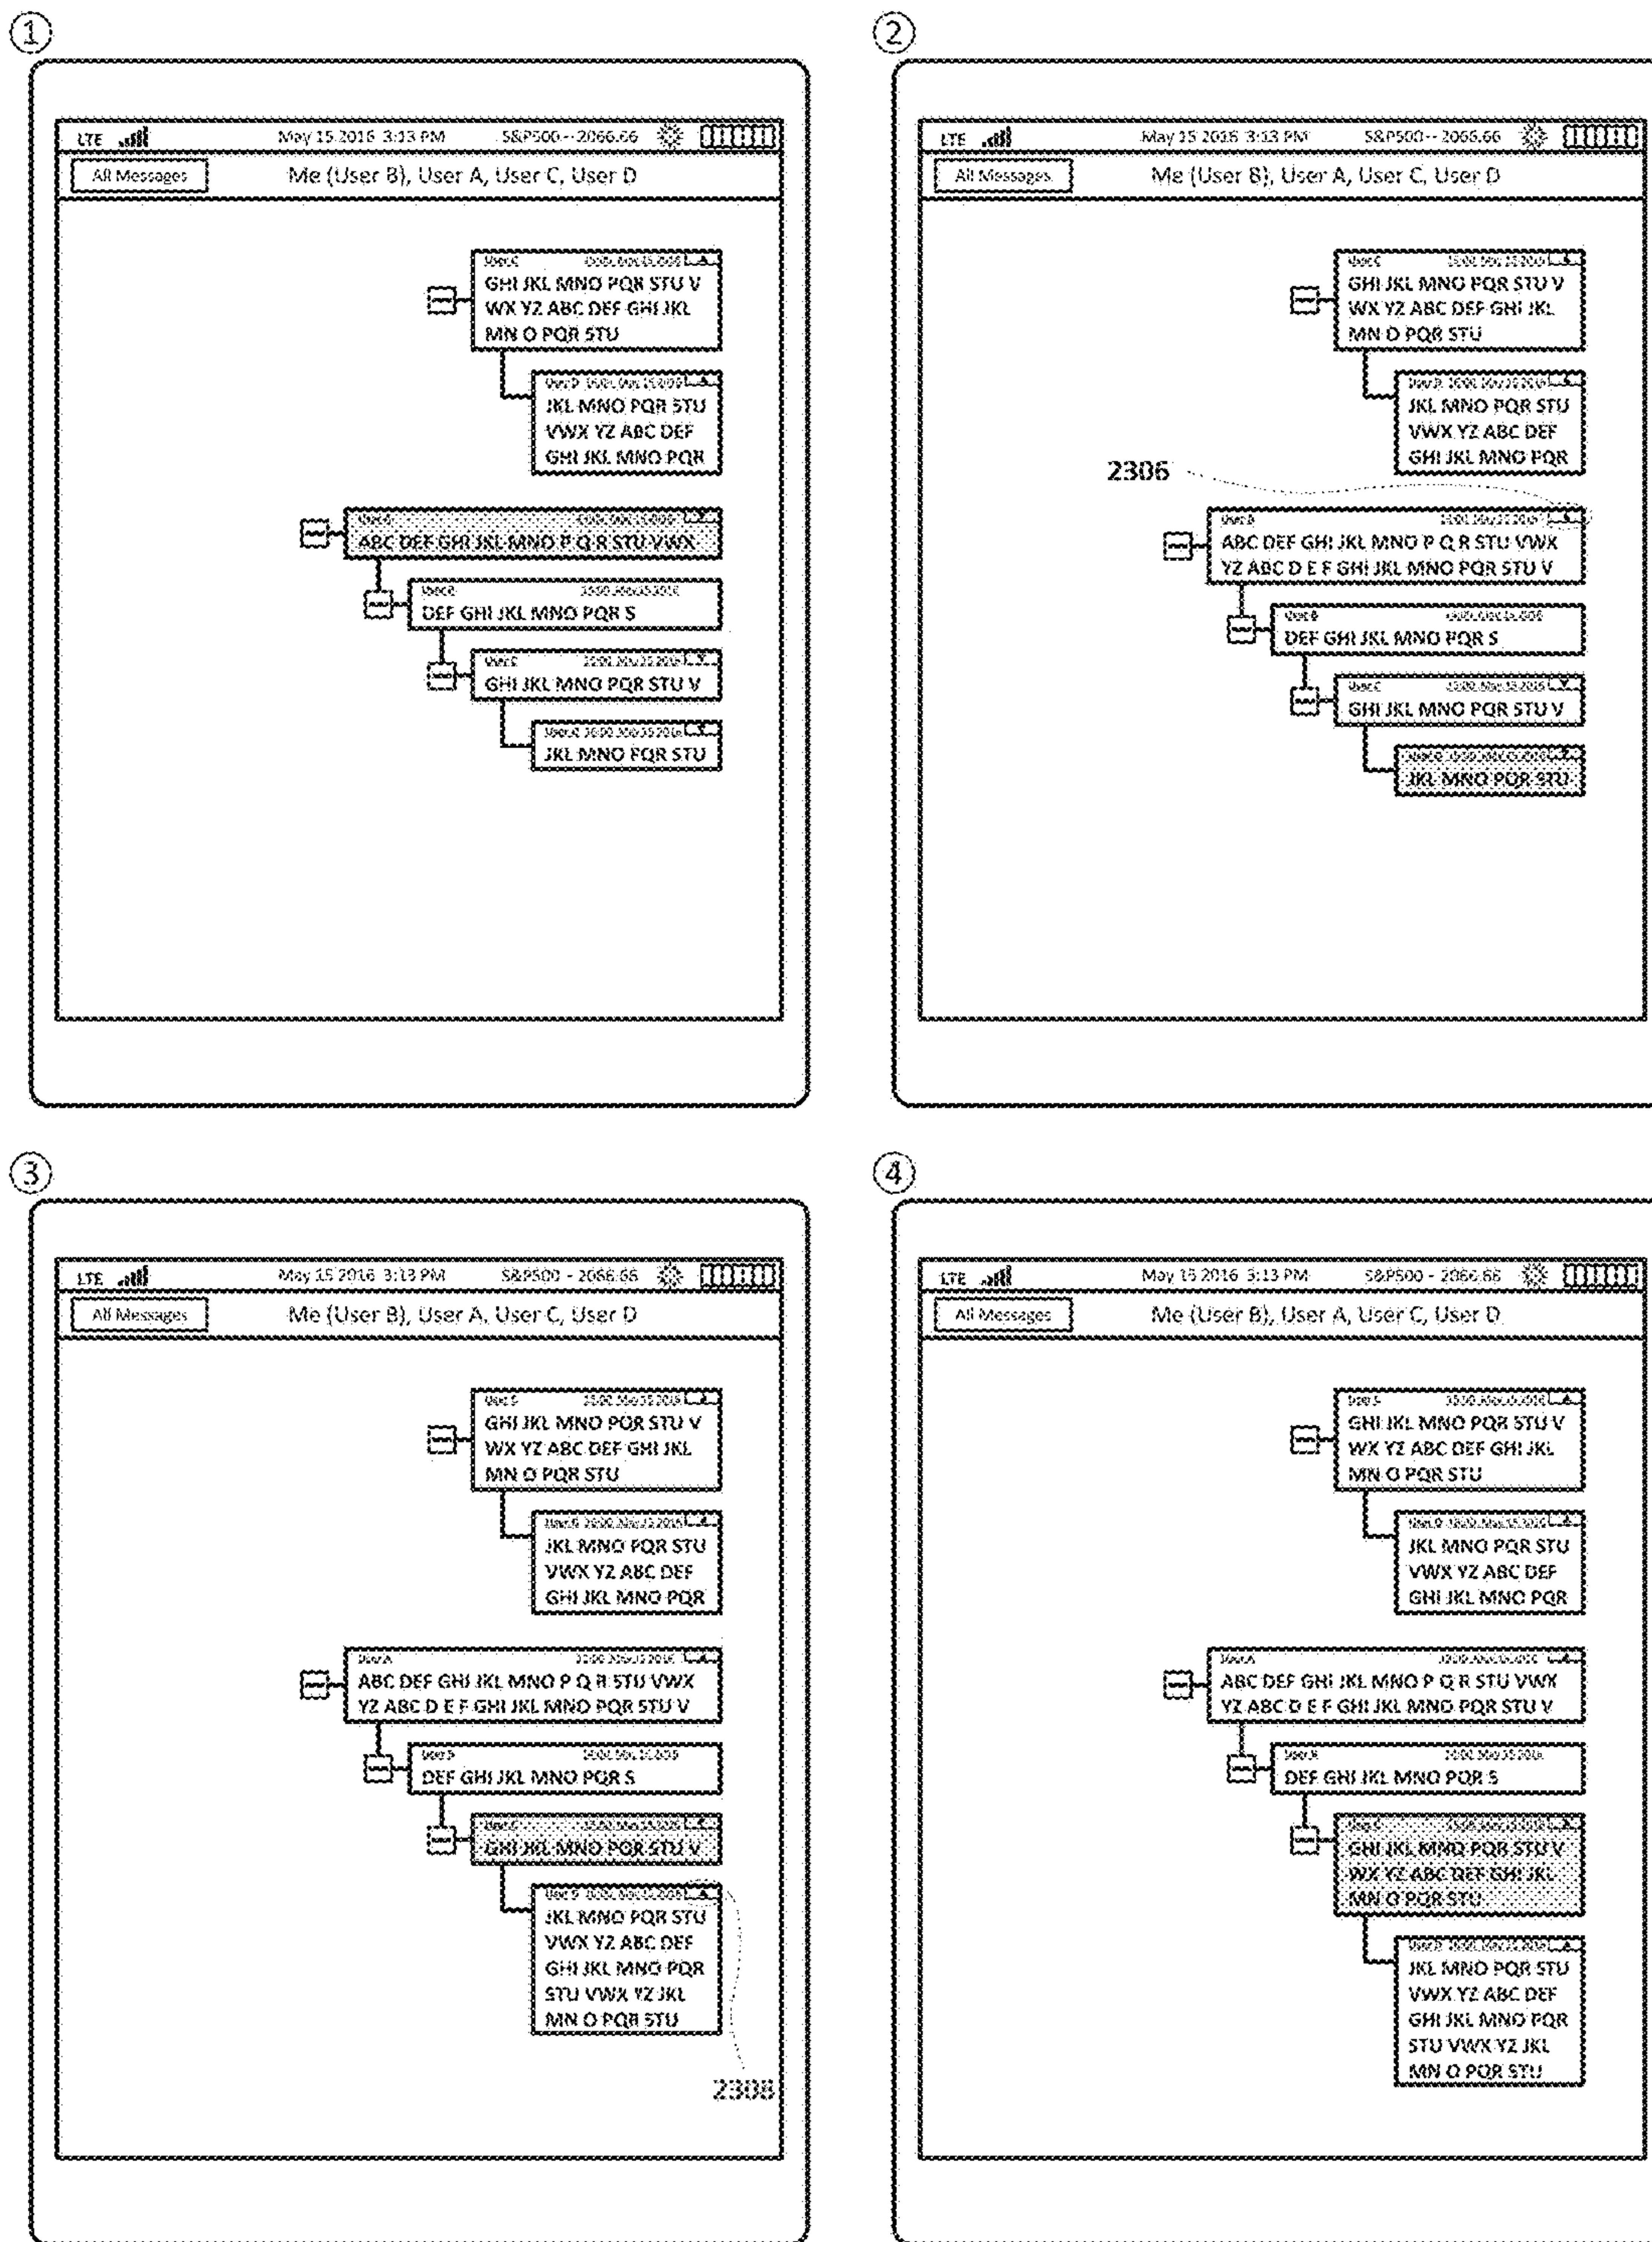 ①
LTE May 15 2016 3:13 PM S&P500 -- 2066.66
All Messages Me (User B), User A, User C, User D
User C
GHI JKL MNO PQR STU V
WX YZ ABC DEF GHI JKL
MN O PQR STU
User D
JKL MNO PQR STU
VWX YZ ABC DEF
GHI JKL MNO PQR
ABC DEF GHI JKL MNO P Q R STU VWX
DEF GHI JKL MNO PQR S
User C
GHI JKL MNO PQR STU V
JKL MNO PQR STU
②
LTE May 15 2016 3:13 PM S&P500 -- 2066.66
All Messages Me (User B), User A, User C, User D
User C
GHI JKL MNO PQR STU V
WX YZ ABC DEF GHI JKL
MN O PQR STU
User D
JKL MNO PQR STU
VWX YZ ABC DEF
GHI JKL MNO PQR
2306
ABC DEF GHI JKL MNO P Q R STU VWX
YZ ABC D E F GHI JKL MNO PQR STU V
User B
DEF GHI JKL MNO PQR S
User C
GHI JKL MNO PQR STU V
JKL MNO PQR STU
③
LTE May 15 2016 3:13 PM S&P500 - 2066.66
All Messages Me (User B), User A, User C, User D
GHI JKL MNO PQR STU V
WX YZ ABC DEF GHI JKL
MN O PQR STU
User D
JKL MNO PQR STU
VWX YZ ABC DEF
GHI JKL MNO PQR
User A
ABC DEF GHI JKL MNO P Q R STU VWX
YZ ABC D E F GHI JKL MNO PQR STU V
DEF GHI JKL MNO PQR S
GHI JKL MNO PQR STU V
User D
JKL MNO PQR STU
VWX YZ ABC DEF
GHI JKL MNO PQR
STU VWX YZ JKL
MN O PQR STU
2308
④
LTE May 15 2016 3:13 PM S&P500 - 2066.66
All Messages Me (User B), User A, User C, User D
GHI JKL MNO PQR STU V
WX YZ ABC DEF GHI JKL
MN O PQR STU
User D
JKL MNO PQR STU
VWX YZ ABC DEF
GHI JKL MNO PQR
User A
ABC DEF GHI JKL MNO P Q R STU VWX
YZ ABC D E F GHI JKL MNO PQR STU V
DEF GHI JKL MNO PQR S
GHI JKL MNO PQR STU V
WX YZ ABC DEF GHI JKL
MN O PQR STU
User D
JKL MNO PQR STU
VWX YZ ABC DEF
GHI JKL MNO PQR
STU VWX YZ JKL
MN O PQR STU